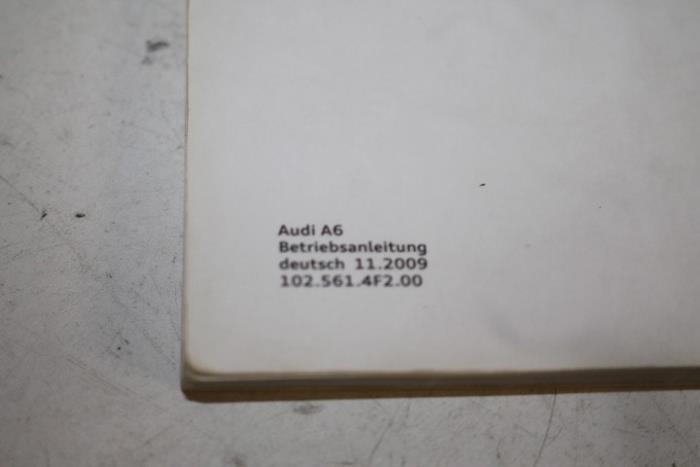 Audi A6
Betriebsanleitung
deutsch 11.2009
102.561.4F2.00